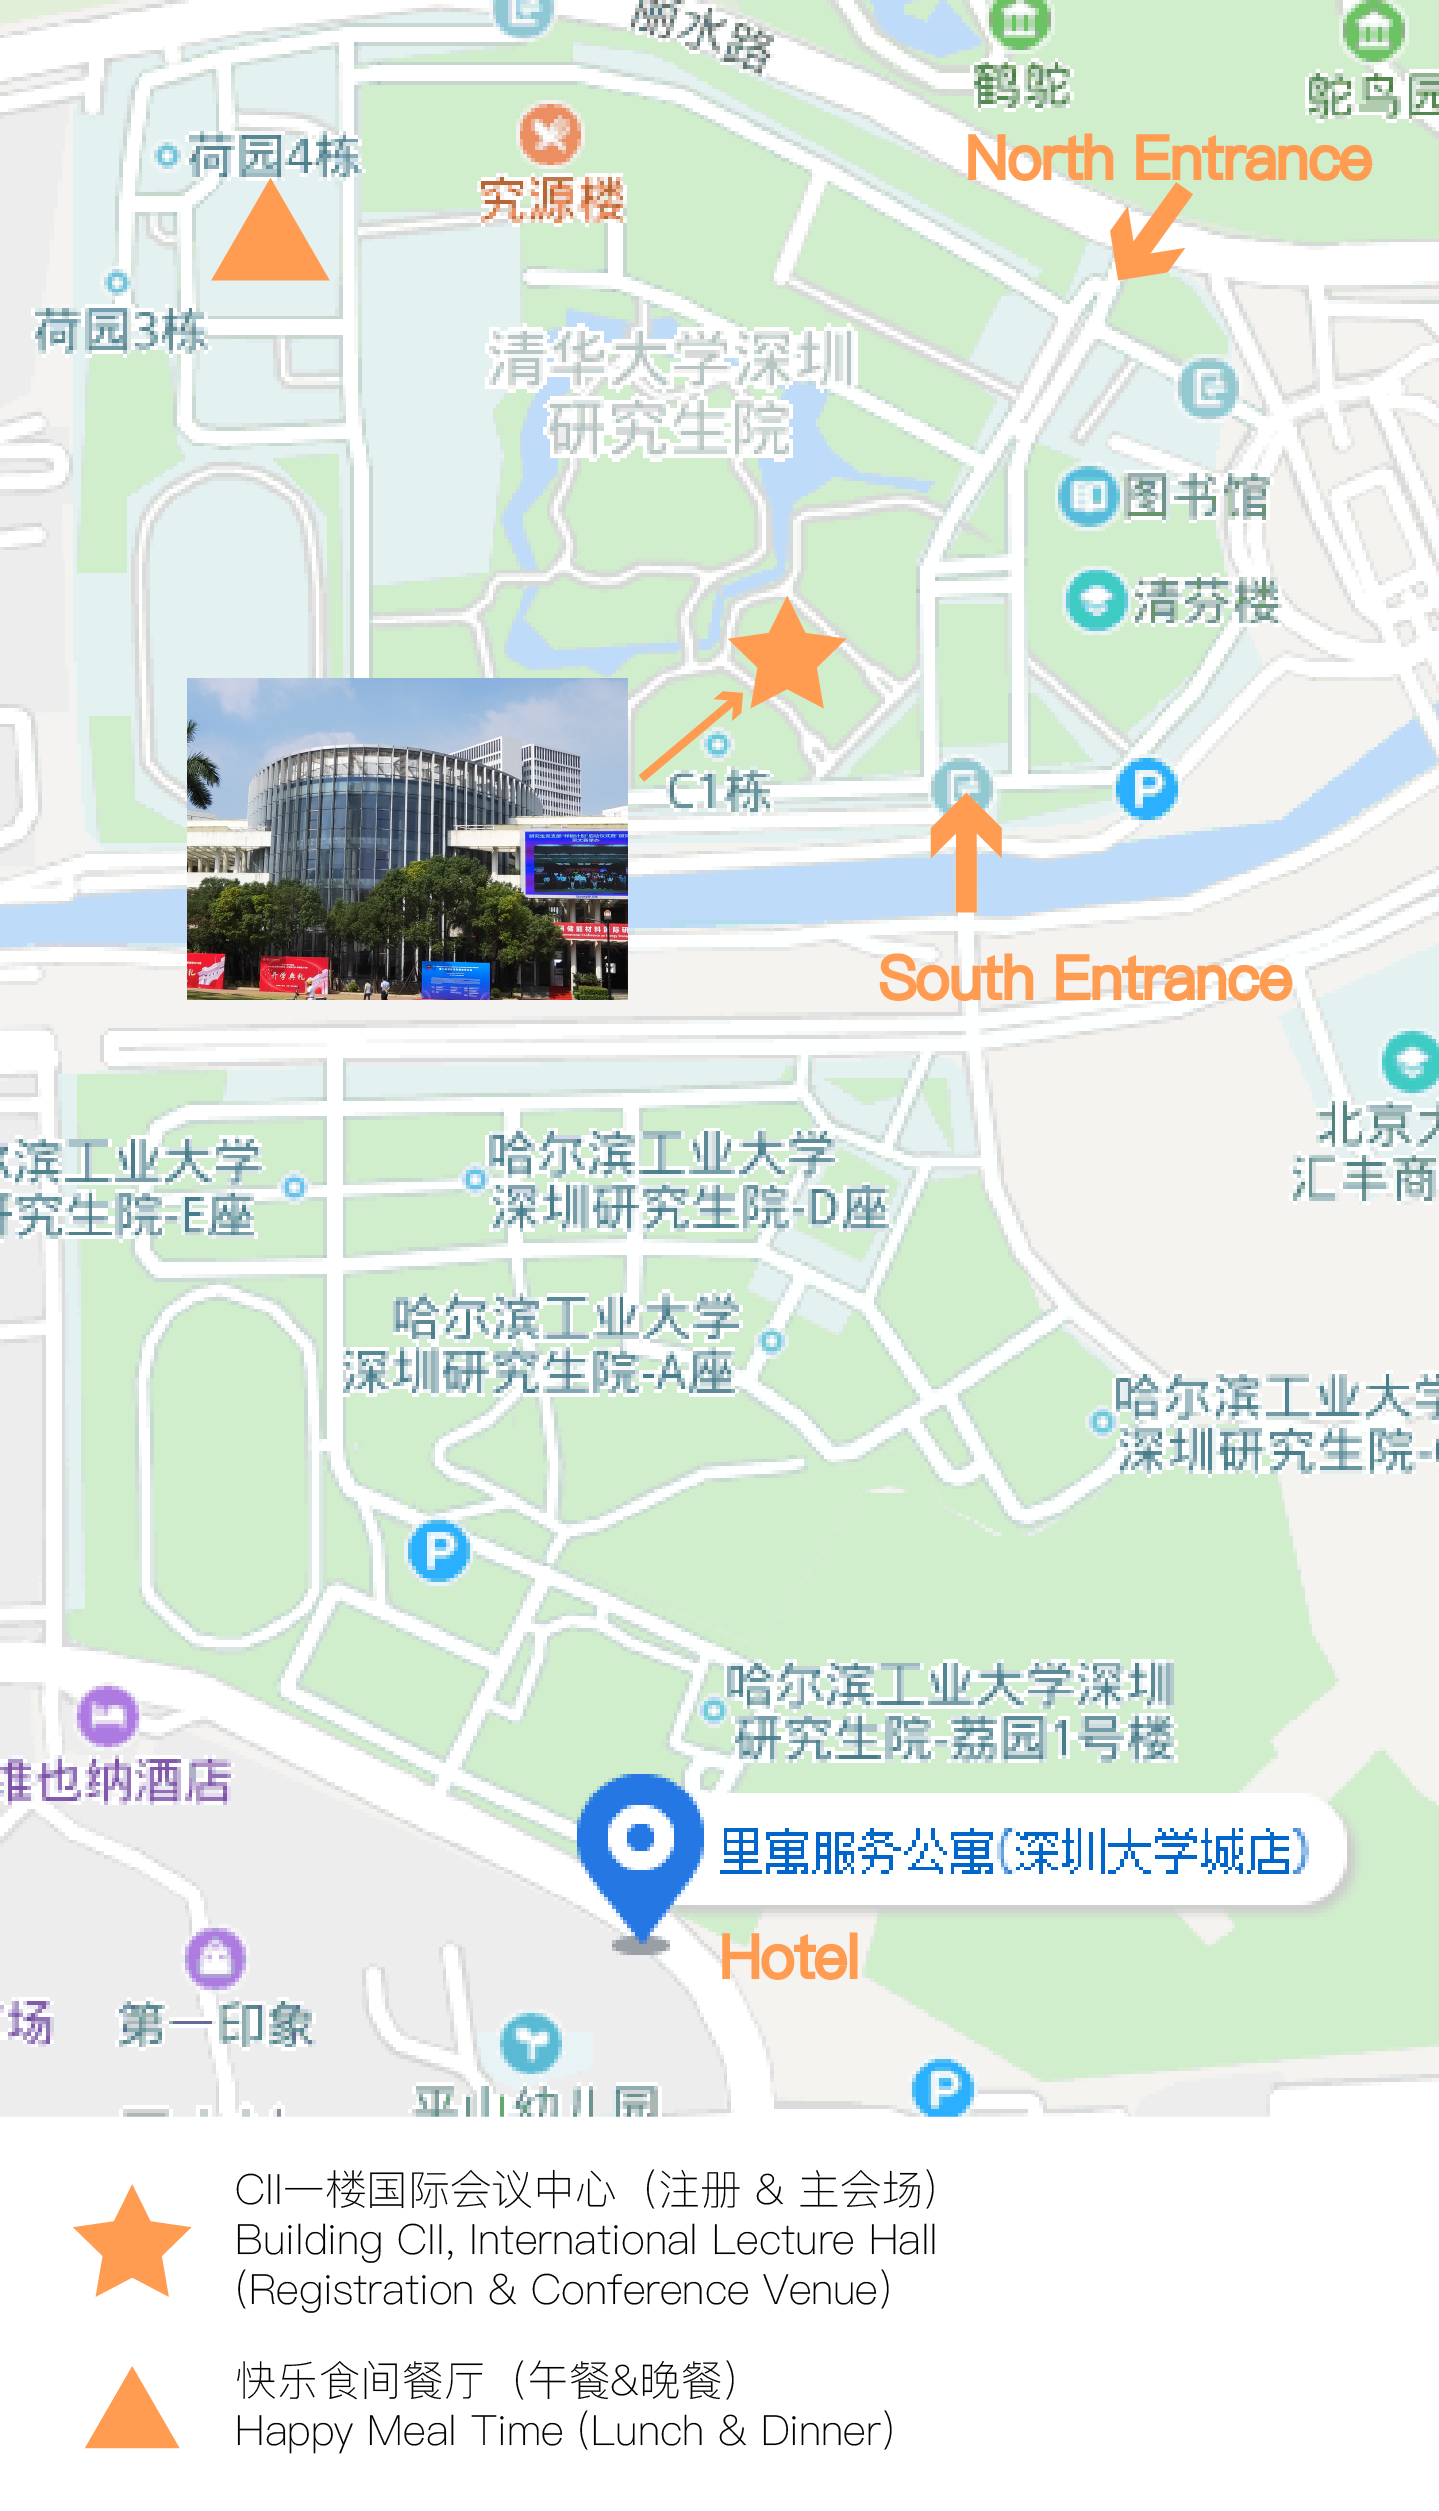 丽水路
鹤鸵
鸵鸟园
North Entrance
荷园4栋
究源楼
荷园3栋
清华大学深圳
研究生院
图书馆
清芬楼
C1栋
P
South Entrance
开学典礼
北京大
汇丰商
尔滨工业大学
研究生院-E座
哈尔滨工业大学
深圳研究生院-D座
哈尔滨工业大学
深圳研究生院-A座
哈尔滨工业大学
深圳研究生院-
P
哈尔滨工业大学深圳
研究生院-荔园1号楼
维也纳酒店
里寓服务公寓(深圳大学城店)
Hotel
场
第一印象
平山幼儿园
P
CII一楼国际会议中心（注册 & 主会场）
Building CII, International Lecture Hall
(Registration & Conference Venue)
快乐食间餐厅（午餐&晚餐）
Happy Meal Time (Lunch & Dinner)